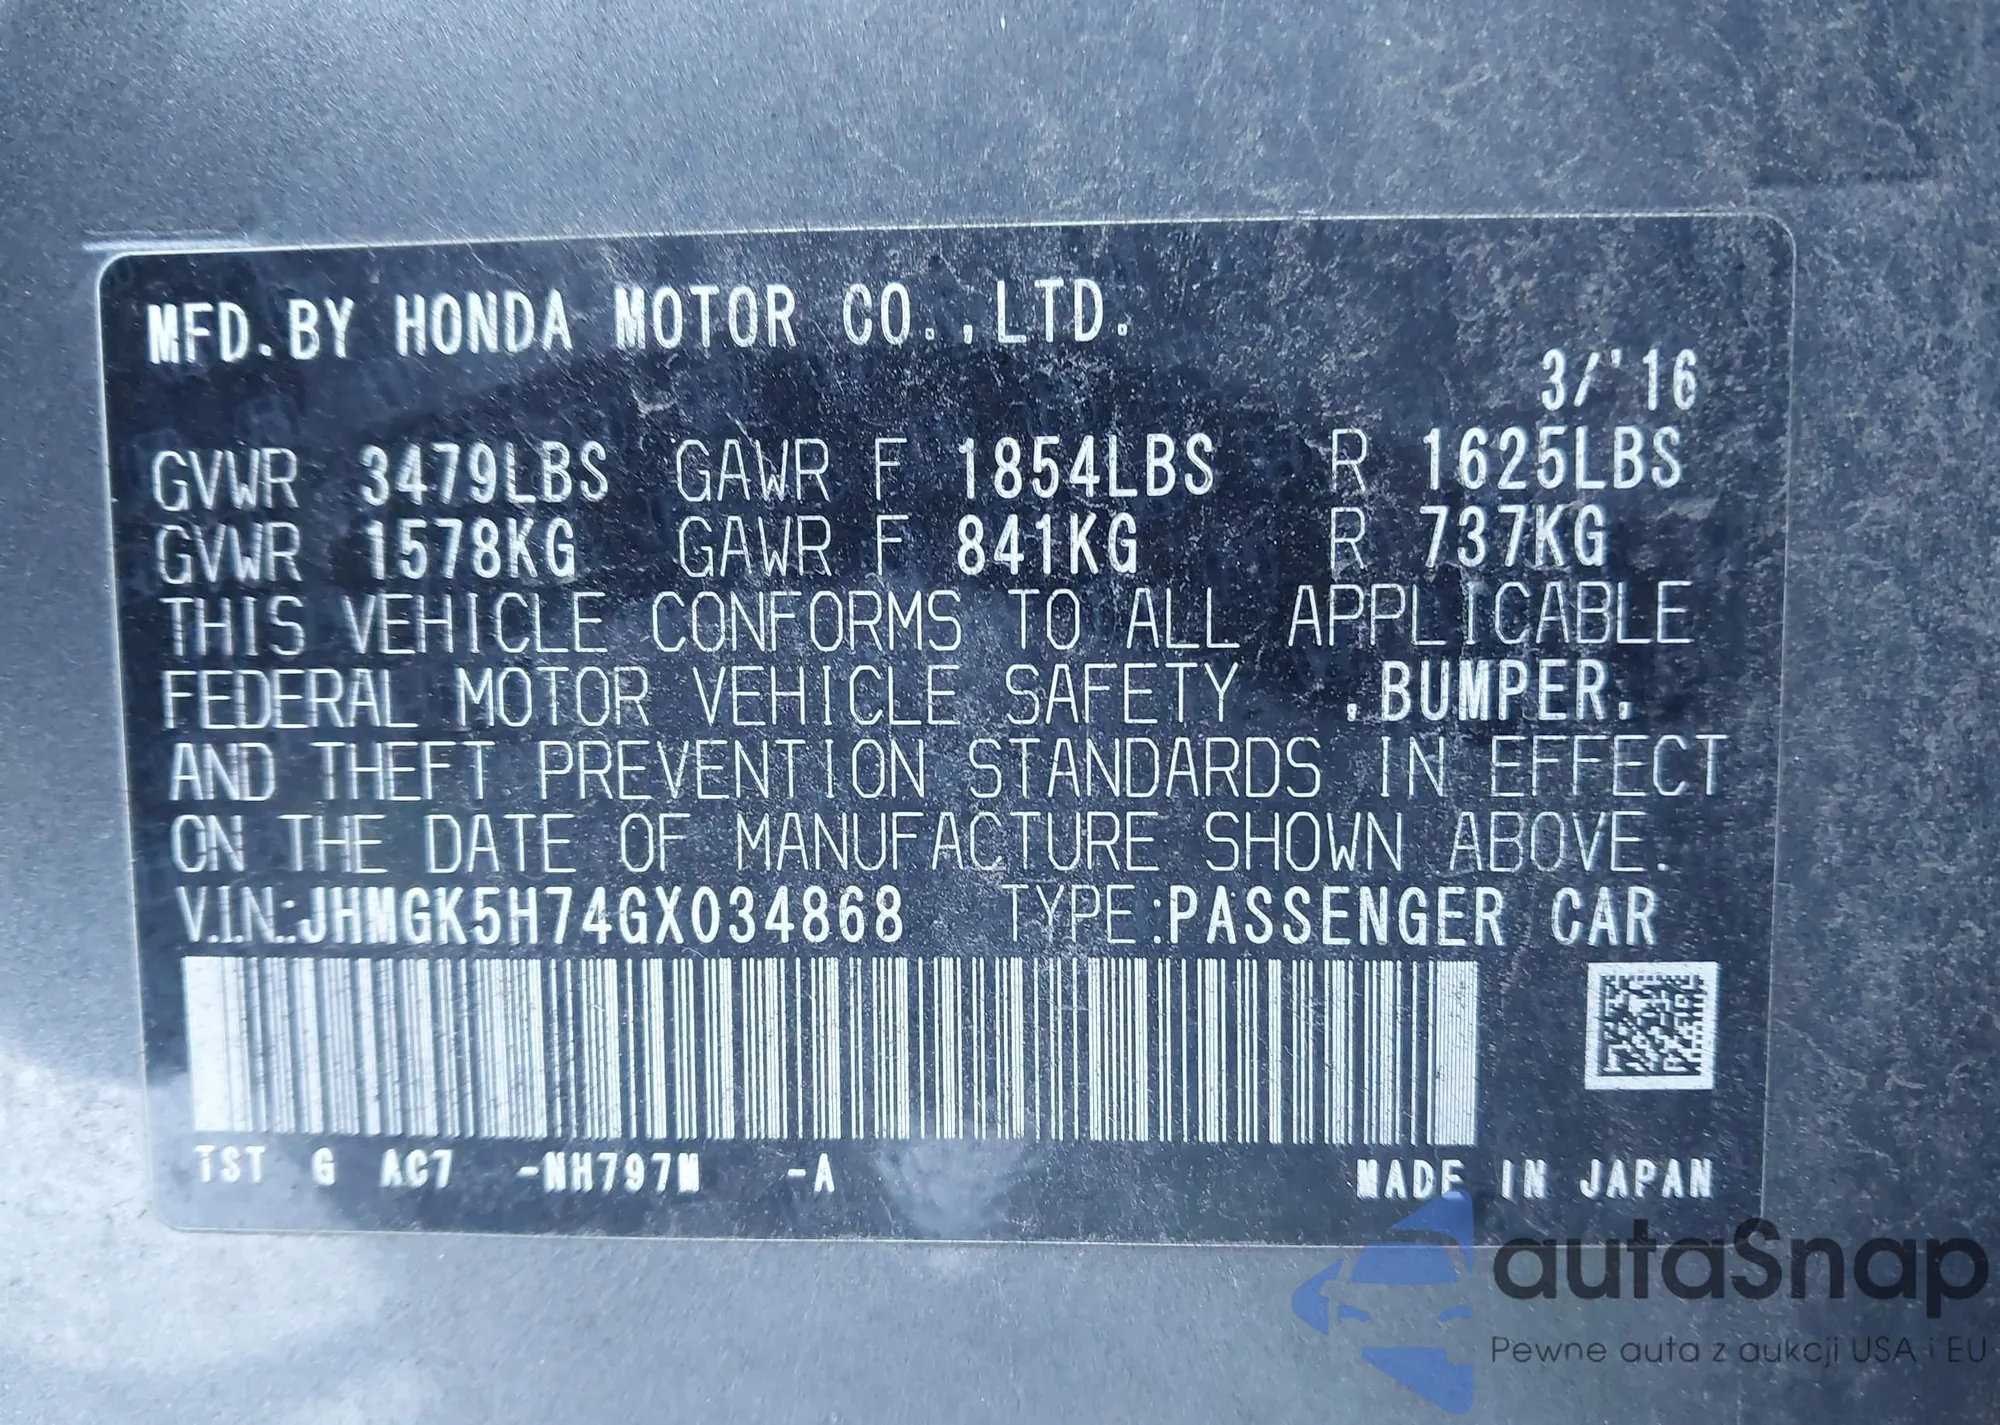 MFD.BY HONDA MOTOR CO.,LTD.
3/'16
GVWR 3479LBS GAWR F 1854LBS R 1625LBS
GVWR 1578KG GAWR F 841KG R 737KG
THIS VEHICLE CONFORMS TO ALL APPLICABLE
FEDERAL MOTOR VEHICLE SAFETY ,BUMPER,
AND THEFT PREVENTION STANDARDS IN EFFECT
ON THE DATE OF MANUFACTURE SHOWN ABOVE.
V.I.N.:JHMGK5H74GX034868 TYPE:PASSENGER CAR
TST G AC7 -NH797M -A MADE IN JAPAN
autaSnap
Pewne auta z aukcji USA i EU